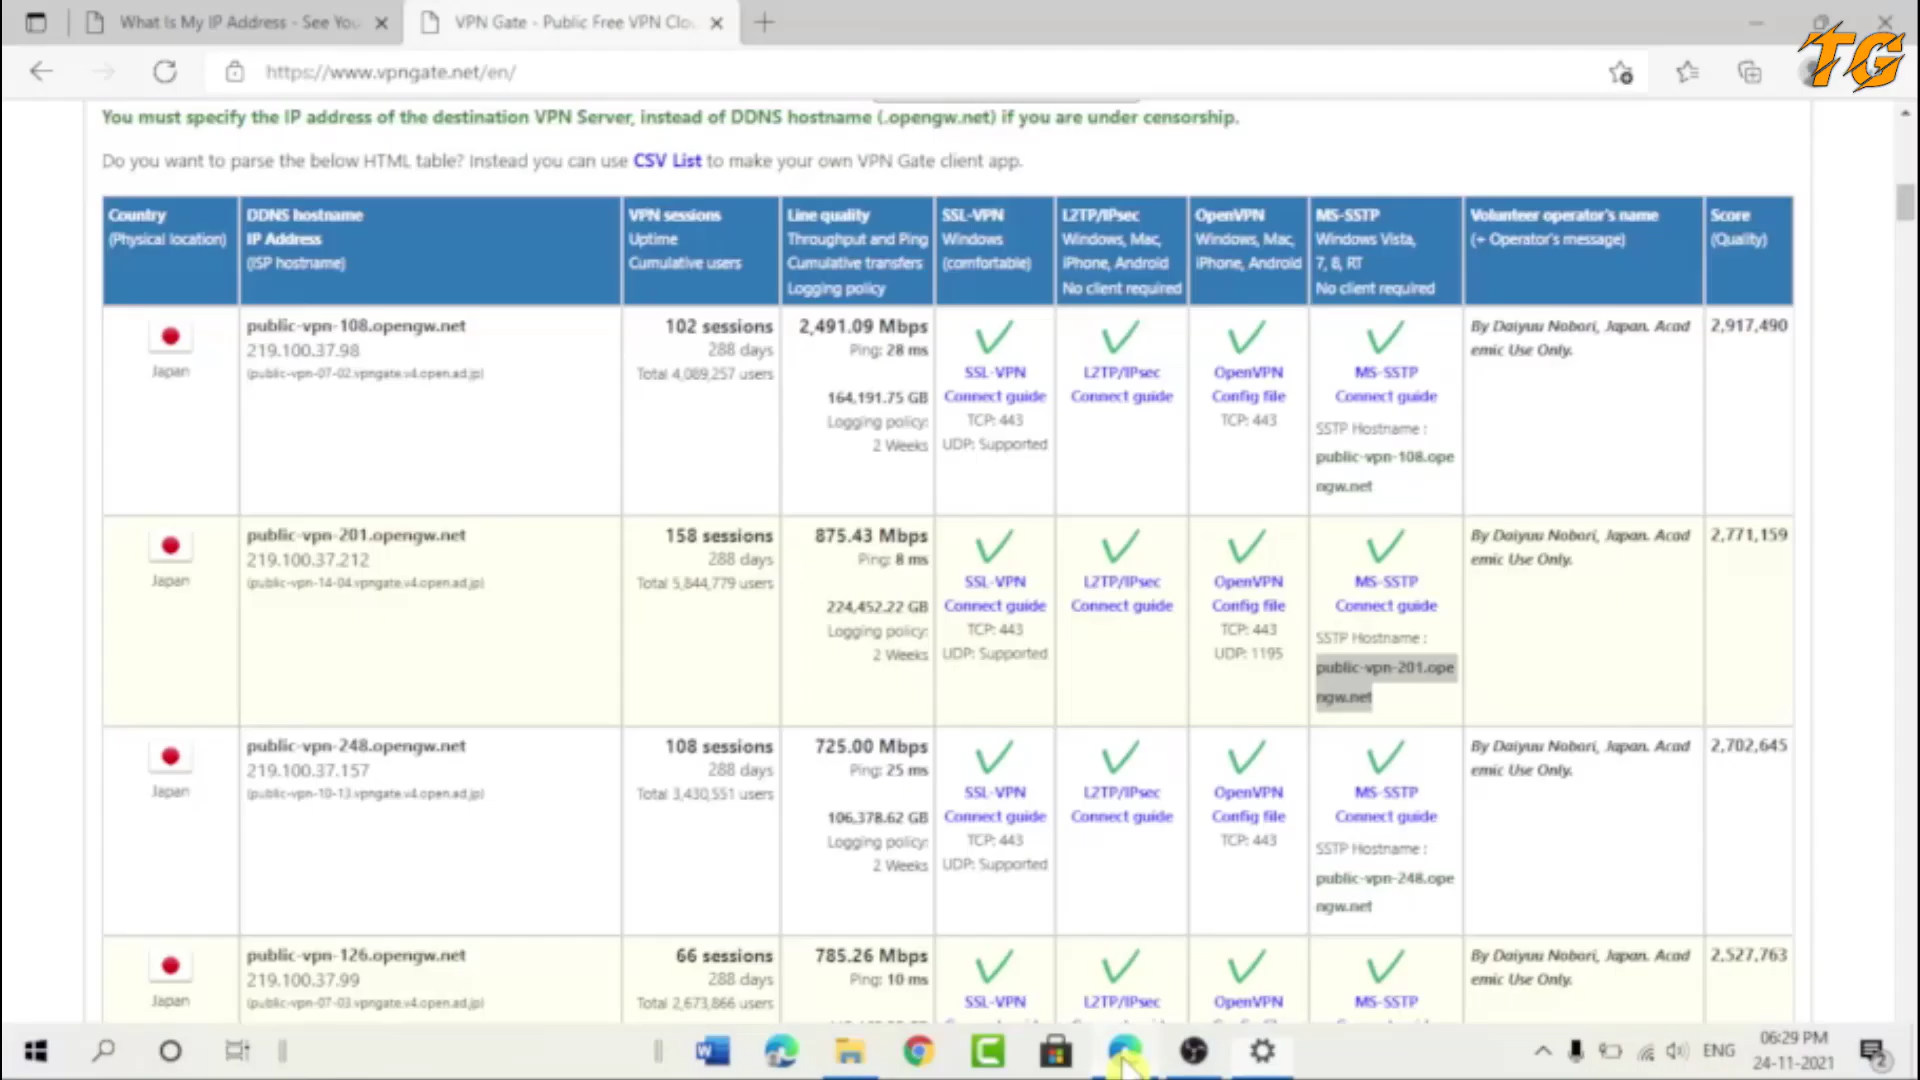 What Is My IP Address - See You
VPN Gate - Public Free VPN Clo
TG
https://www.vpngate.net/en/
You must specify the IP address of the destination VPN Server, instead of DDNS hostname (.opengw.net) if you are under censorship.
Do you want to parse the below HTML table? Instead you can use CSV List to make your own VPN Gate client app.
Country
(Physical location)
DDNS hostname
IP Address
(ISP hostname)
VPN sessions
Uptime
Cumulative users
Line quality
Throughput and Ping
Cumulative transfers
Logging policy
SSL-VPN
Windows
(comfortable)
L2TP/IPsec
Windows, Mac,
iPhone, Android
No client required
OpenVPN
Windows, Mac,
iPhone, Android
MS-SSTP
Windows Vista,
7, 8, RT
No client required
Volunteer operator's name
(+ Operator's message)
Score
(Quality)
Japan
public-vpn-108.opengw.net
219.100.37.98
(public-vpn-07-02.vpngate.v4.open.ad.jp)
102 sessions
288 days
Total 4,089,257 users
2,491.09 Mbps
Ping: 28 ms
164,191.75 GB
Logging policy:
2 Weeks
SSL-VPN
Connect guide
TCP: 443
UDP: Supported
L2TP/IPsec
Connect guide
OpenVPN
Config file
TCP: 443
MS-SSTP
Connect guide
SSTP Hostname :
public-vpn-108.ope
ngw.net
By Daiyuu Nobori, Japan. Acad
emic Use Only.
2,917,490
Japan
public-vpn-201.opengw.net
219.100.37.212
(public-vpn-14-04.vpngate.v4.open.ad.jp)
158 sessions
288 days
Total 5,844,779 users
875.43 Mbps
Ping: 8 ms
224,452.22 GB
Logging policy:
2 Weeks
SSL-VPN
Connect guide
TCP: 443
UDP: Supported
L2TP/IPsec
Connect guide
OpenVPN
Config file
TCP: 443
UDP: 1195
MS-SSTP
Connect guide
SSTP Hostname :
public-vpn-201.ope
ngw.net
By Daiyuu Nobori, Japan. Acad
emic Use Only.
2,771,159
Japan
public-vpn-248.opengw.net
219.100.37.157
(public-vpn-10-13.vpngate.v4.open.ad.jp)
108 sessions
288 days
Total 3,430,551 users
725.00 Mbps
Ping: 25 ms
106,378.62 GB
Logging policy:
2 Weeks
SSL-VPN
Connect guide
TCP: 443
UDP: Supported
L2TP/IPsec
Connect guide
OpenVPN
Config file
TCP: 443
MS-SSTP
Connect guide
SSTP Hostname :
public-vpn-248.ope
ngw.net
By Daiyuu Nobori, Japan. Acad
emic Use Only.
2,702,645
Japan
public-vpn-126.opengw.net
219.100.37.99
(public-vpn-07-03.vpngate.v4.open.ad.jp)
66 sessions
288 days
Total 2,673,866 users
785.26 Mbps
Ping: 10 ms
SSL-VPN
L2TP/IPsec
OpenVPN
MS-SSTP
By Daiyuu Nobori, Japan. Acad
emic Use Only.
2,527,763
ENG
06:29 PM
24-11-2021
2